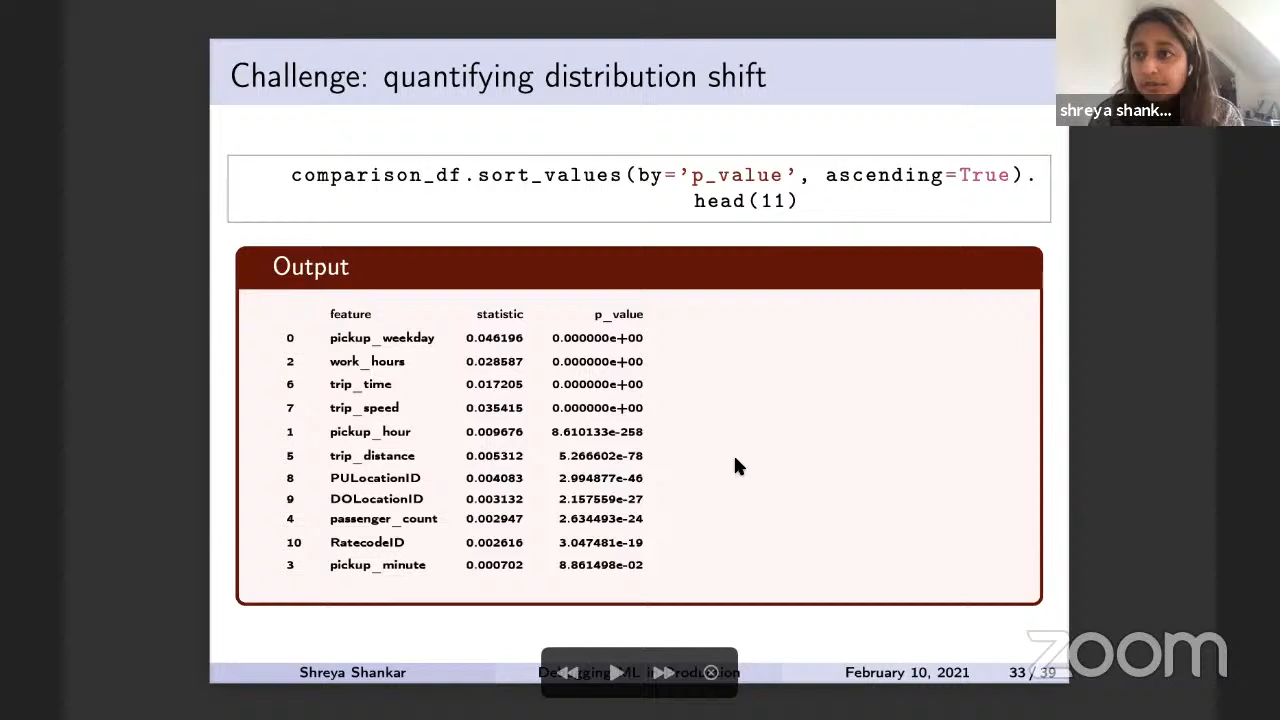 Challenge: quantifying distribution shift
shreya shank...
comparison_df.sort_values(by='p_value', ascending=True).
head(11)
Output
feature statistic p_value
0 pickup_weekday 0.046196 0.000000e+00
2 work_hours 0.028587 0.000000e+00
6 trip_time 0.017205 0.000000e+00
7 trip_speed 0.035415 0.000000e+00
1 pickup_hour 0.009676 8.610133e-258
5 trip_distance 0.005312 5.266602e-78
8 PULocationID 0.004083 2.994877e-46
9 DOLocationID 0.003132 2.157559e-27
4 passenger_count 0.002947 2.634493e-24
10 RatecodeID 0.002616 3.047481e-19
3 pickup_minute 0.000702 8.861498e-02
zoom
Shreya Shankar Debugging ML in Production February 10, 2021 33 / 39